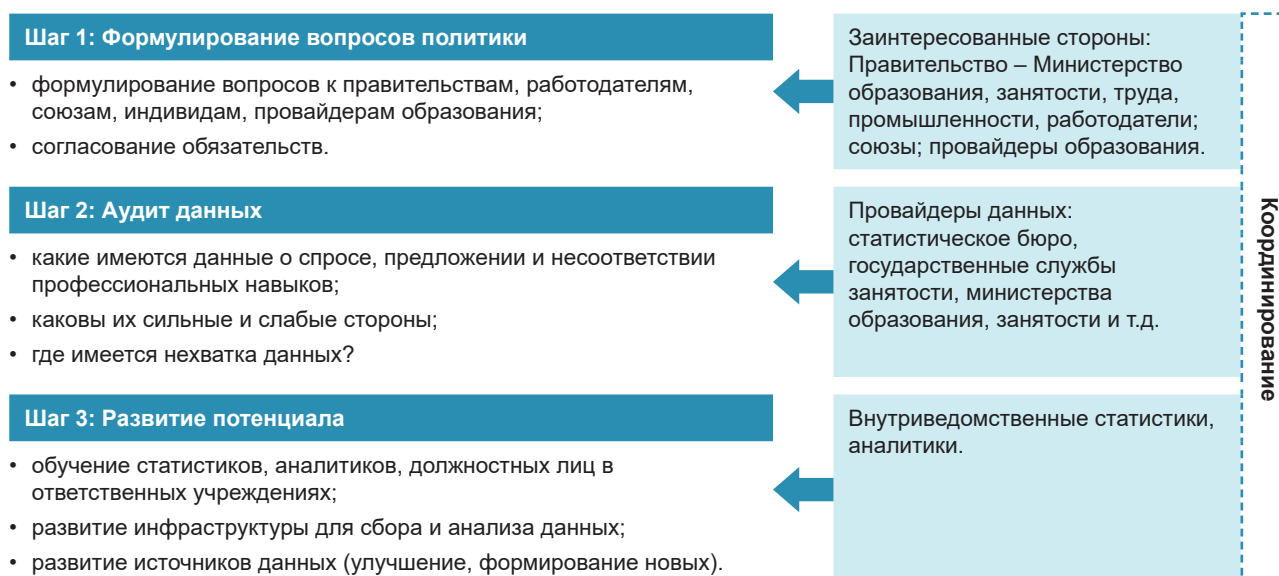 Шаг 1: Формулирование вопросов политики
• формулирование вопросов к правительствам, работодателям,
союзам, индивидам, провайдерам образования;
• согласование обязательств.
Заинтересованные стороны:
Правительство – Министерство
образования, занятости, труда,
промышленности, работодатели;
союзы; провайдеры образования.
Шаг 2: Аудит данных
• какие имеются данные о спросе, предложении и несоответствии
профессиональных навыков;
• каковы их сильные и слабые стороны;
• где имеется нехватка данных?
Провайдеры данных:
статистическое бюро,
государственные службы
занятости, министерства
образования, занятости и т.д.
Шаг 3: Развитие потенциала
• обучение статистиков, аналитиков, должностных лиц в
ответственных учреждениях;
• развитие инфраструктуры для сбора и анализа данных;
• развитие источников данных (улучшение, формирование новых).
Внутриведомственные статистики,
аналитики.
Координирование